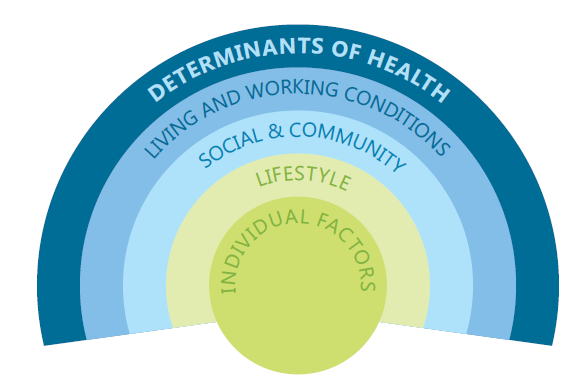 DETERMINANTS OF HEALTH
LIVING AND WORKING CONDITIONS
SOCIAL & COMMUNITY
LIFESTYLE
INDIVIDUAL FACTORS